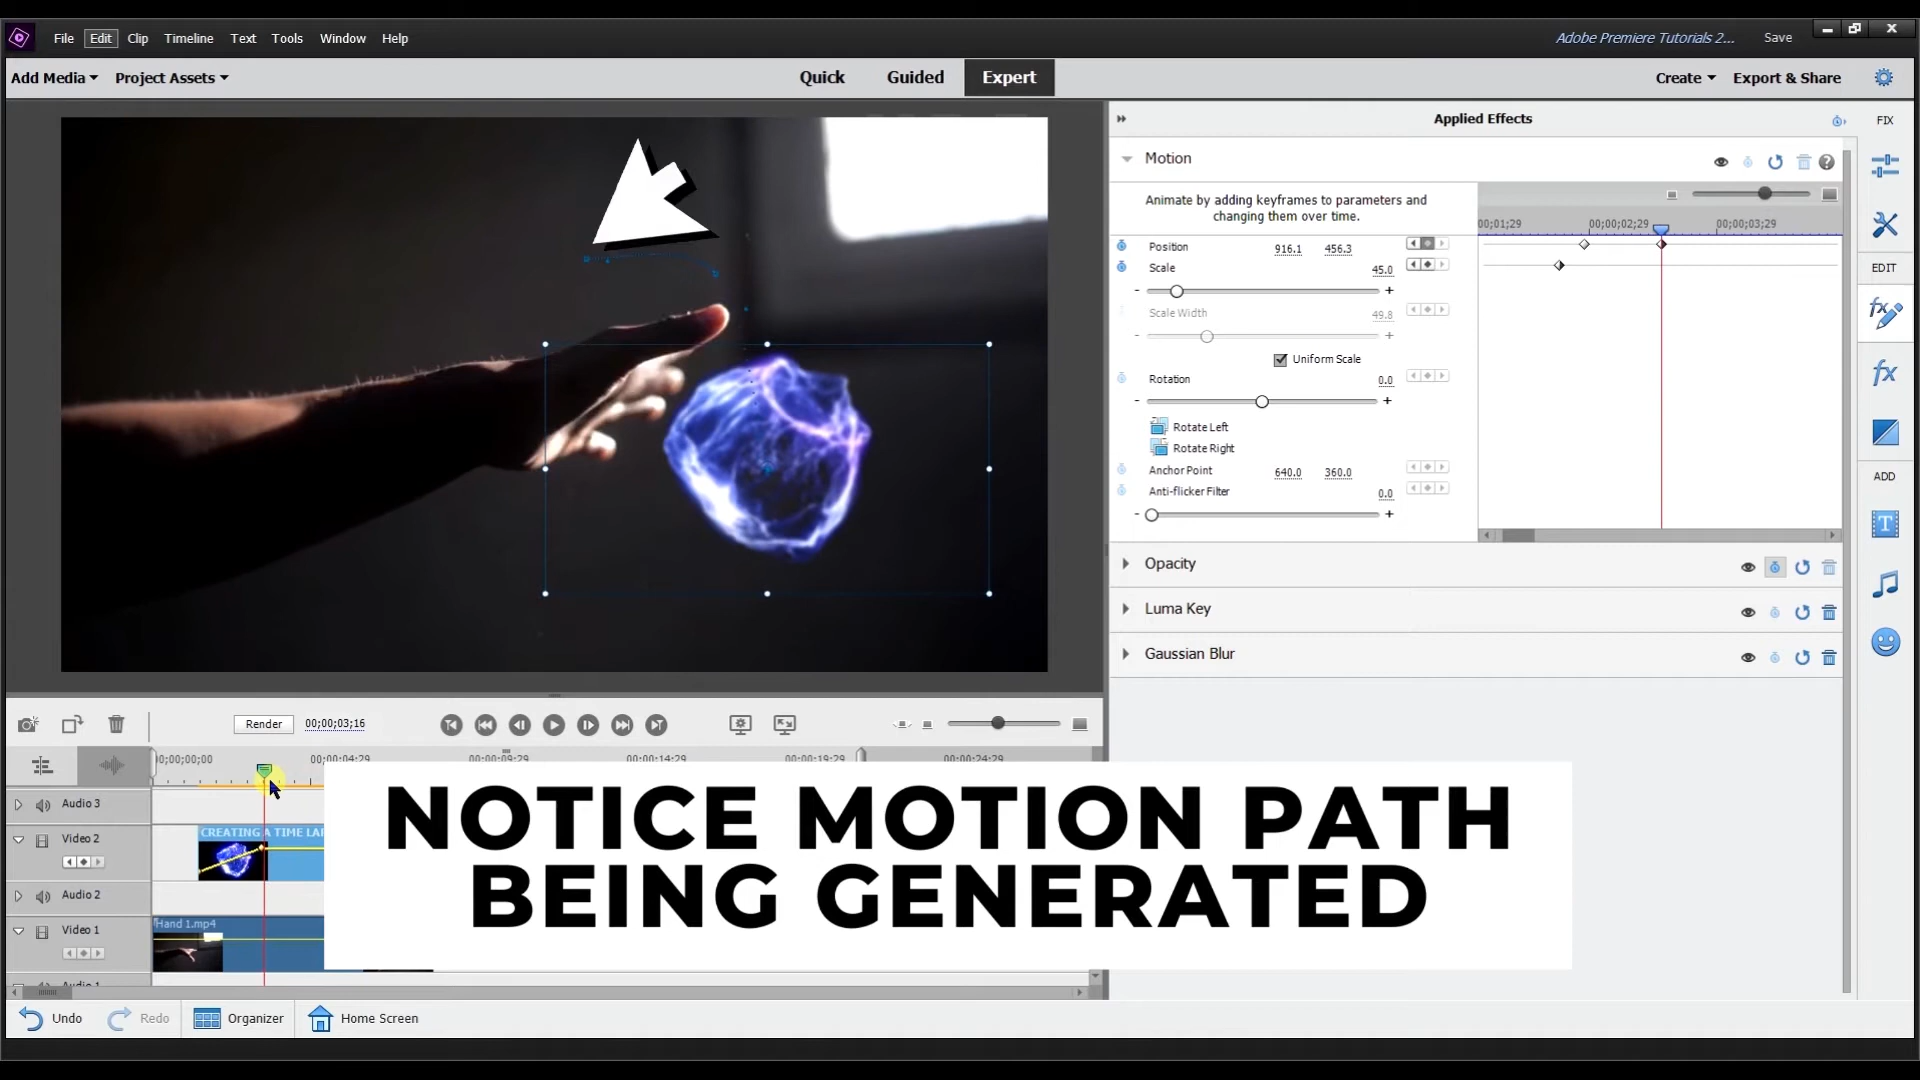 File Edit Clip Timeline Text Tools Window Help
Adobe Premiere Tutorials 2... Save
Add Media Project Assets
Quick Guided Expert
Create Export & Share
Applied Effects
FIX
Motion
Animate by adding keyframes to parameters and
changing them over time.
00;01;29 00;00;02;29 00;00;03;29
Position 916.1 456.3
Scale 45.0
- +
Scale Width 49.8
- +
Uniform Scale
Rotation 0.0
- +
Rotate Left
Rotate Right
Anchor Point 640.0 360.0
Anti-flicker Filter 0.0
- +
EDIT
ADD
Opacity
Luma Key
Gaussian Blur
Render 00;00;03;16
00;00;00 00;00;04;29 00;00;09;29 00;00;14;29 00;00;19;29 00;00;24;29
Audio 3
Video 2
CREATING A TIME LA
Audio 2
Video 1
Hand 1.mp4
Audio 1
NOTICE MOTION PATH
BEING GENERATED
Undo Redo Organizer Home Screen